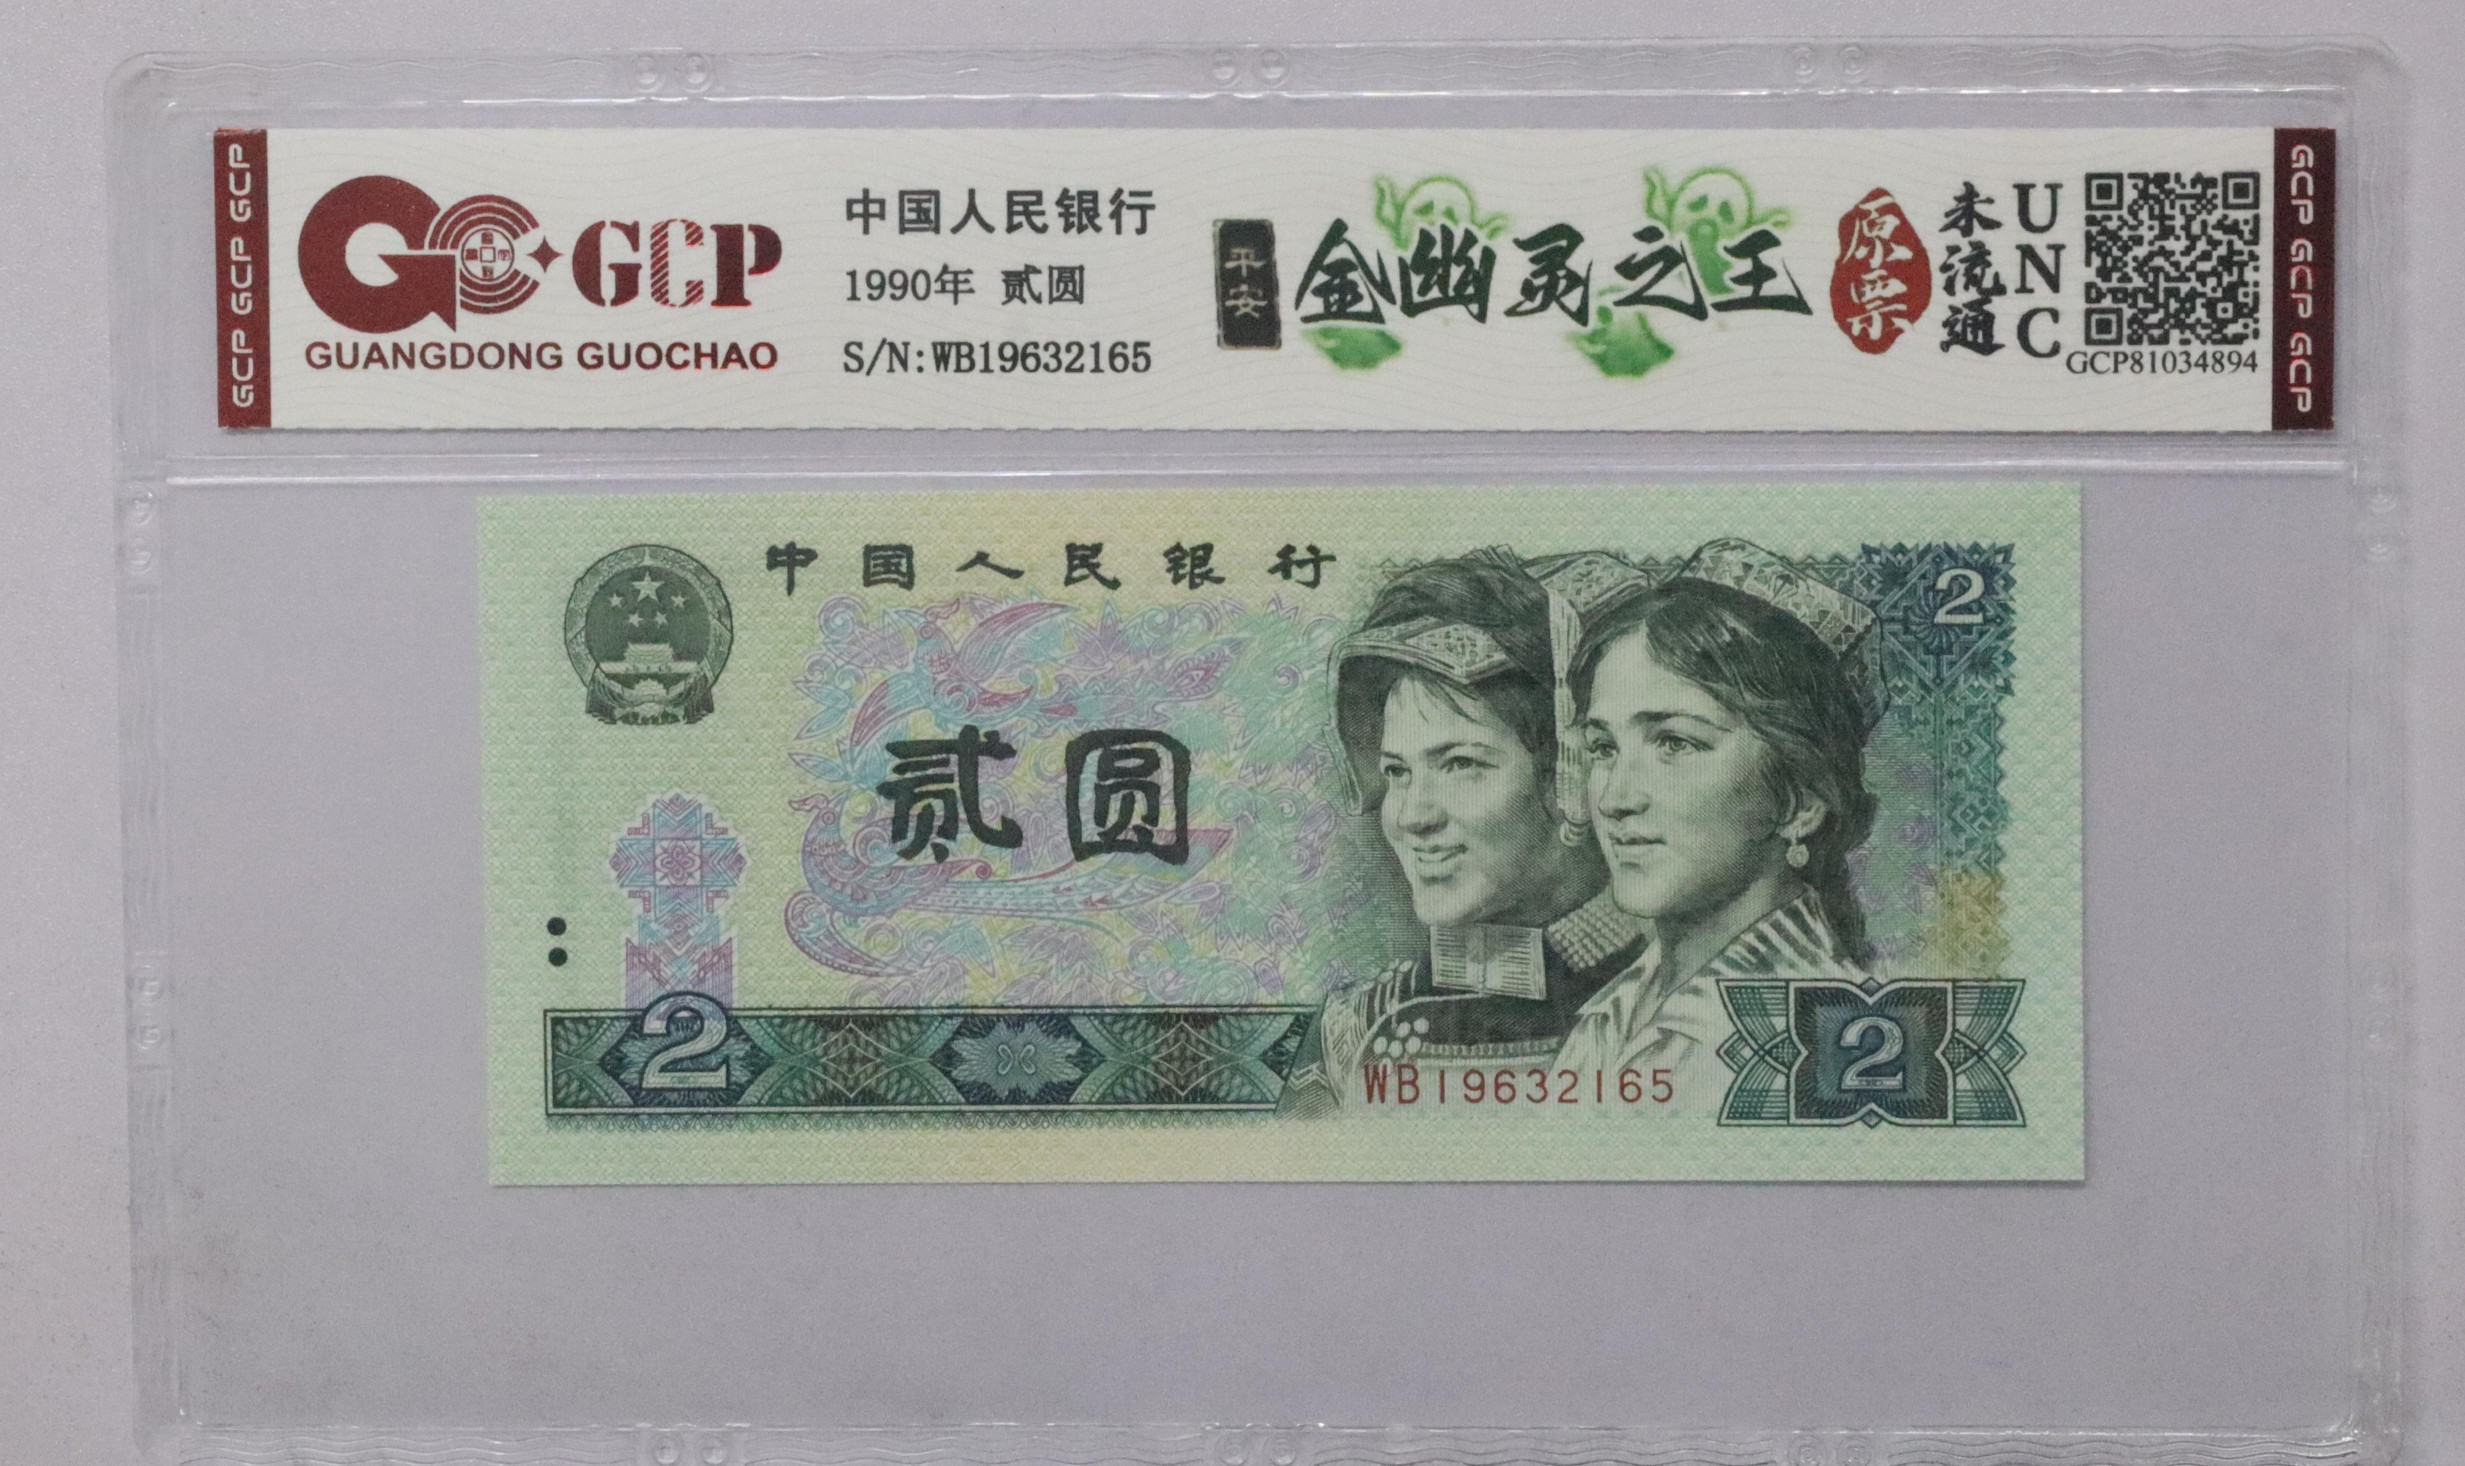 GCP GCP GCP
GCP
GUANGDONG GUOCHAO
中国人民银行
1990年 贰圆
S/N:WB19632165
平安
金幽灵之王
原票
未流通
UNC
GCP81034894
GCP GCP GCP
中国人民银行
2
贰圆
2
WB19632165
2